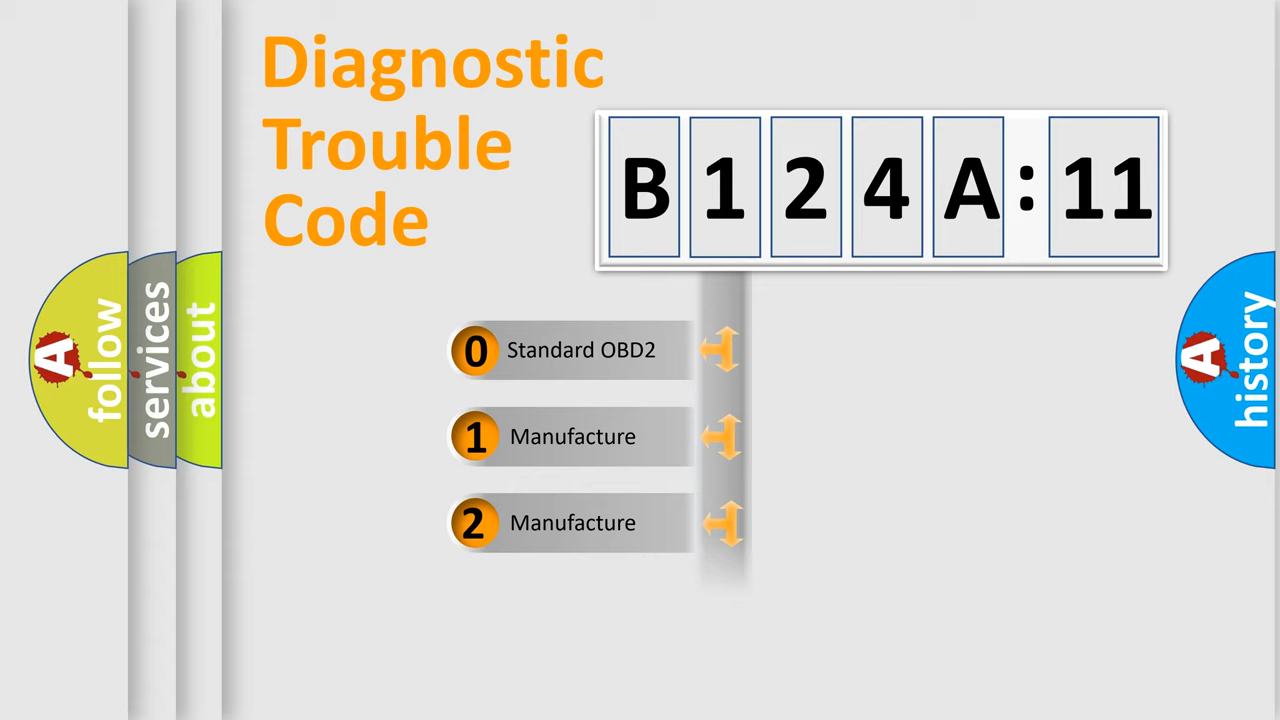 Diagnostic
Trouble
Code
B 1 2 4 A : 11
0 Standard OBD2
1 Manufacture
2 Manufacture
A follow
services
about
A history